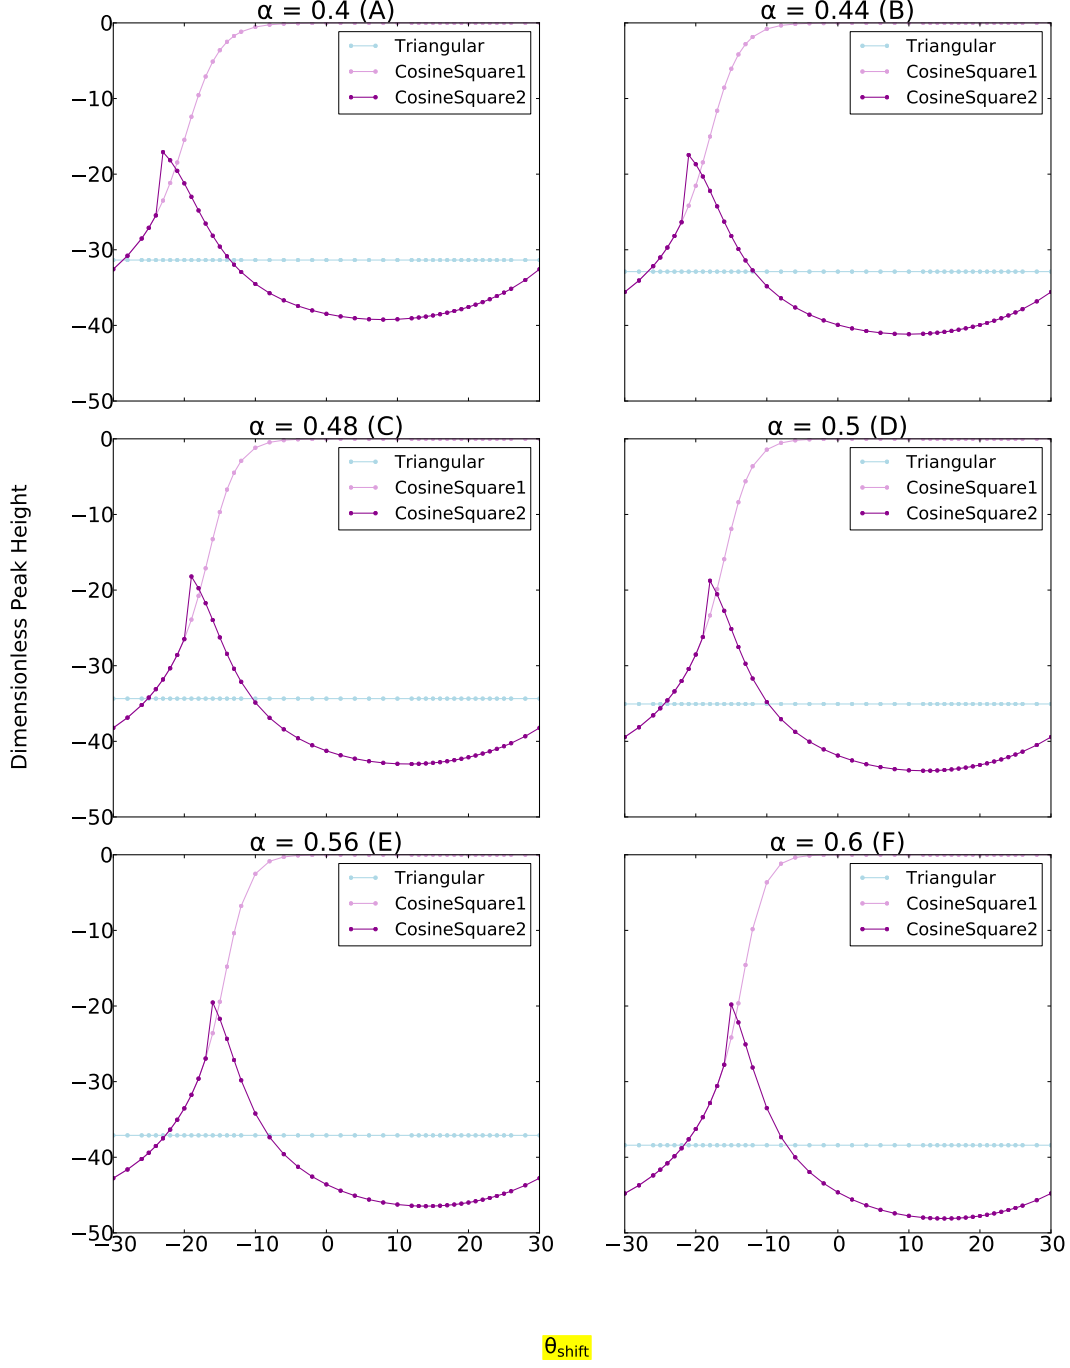 α = 0.4 (A)
α = 0.44 (B)
0
−10
−20
−30
−40
−50
Triangular
CosineSquare1
CosineSquare2
Triangular
CosineSquare1
CosineSquare2
α = 0.48 (C)
α = 0.5 (D)
Dimensionless Peak Height
0
−10
−20
−30
−40
−50
Triangular
CosineSquare1
CosineSquare2
Triangular
CosineSquare1
CosineSquare2
α = 0.56 (E)
α = 0.6 (F)
0
−10
−20
−30
−40
−50
Triangular
CosineSquare1
CosineSquare2
Triangular
CosineSquare1
CosineSquare2
−30 −20 −10 0 10 20 30
−30 −20 −10 0 10 20 30
θshift